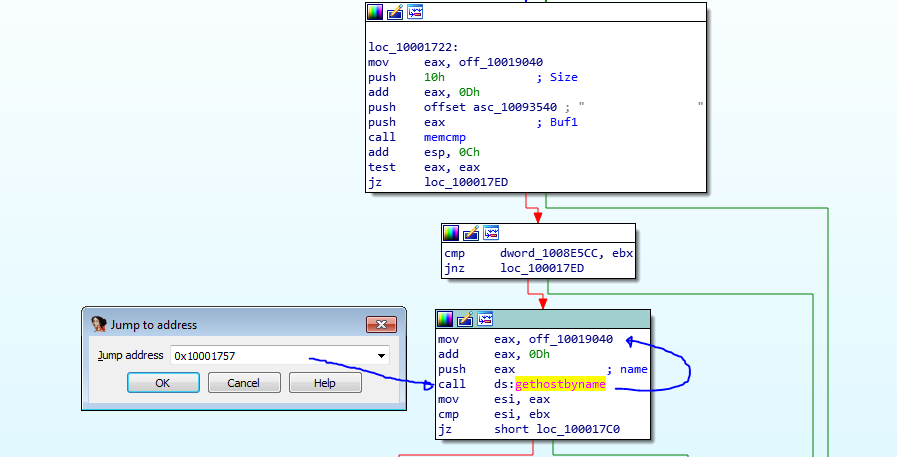 loc_10001722:
mov eax, off_10019040
push 10h ; Size
add eax, 0Dh
push offset asc_10093540 ; " "
push eax ; Buf1
call memcmp
add esp, 0Ch
test eax, eax
jz loc_100017ED
cmp dword_1008E5CC, ebx
jnz loc_100017ED
Jump to address
Jump address 0x10001757
OK Cancel Help
mov eax, off_10019040
add eax, 0Dh
push eax ; name
call ds:gethostbyname
mov esi, eax
cmp esi, ebx
jz short loc_100017C0